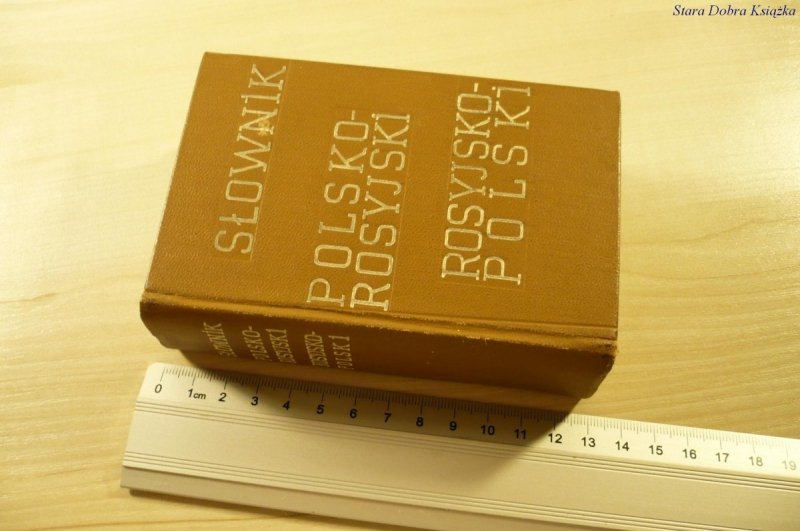 Stara Dobra Książka
SŁOWNiK
POLSKO-
ROSYJSKi
ROSYJSKO-
POLSKi
SŁOWNIK
POLSKO-
ROSYJSKI
ROSYJSKO-
POLSKI
0 1cm 2 3 4 5 6 7 8 9 10 11 12 13 14 15 16 17 18 19